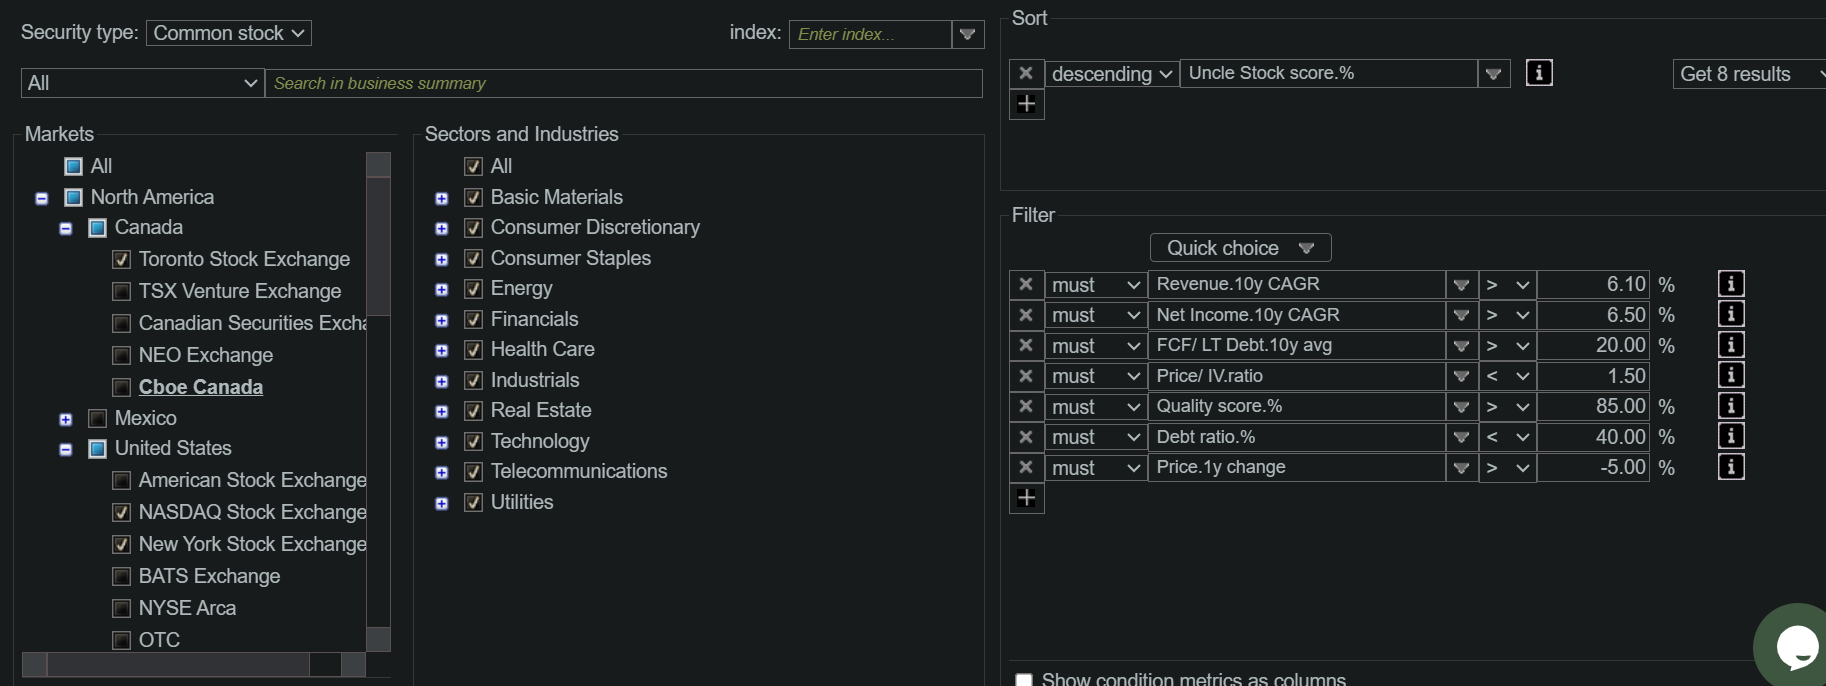 Security type: Common stock
index: Enter index...
All Search in business summary
Markets
All
North America
Canada
Toronto Stock Exchange
TSX Venture Exchange
Canadian Securities Excha
NEO Exchange
Cboe Canada
Mexico
United States
American Stock Exchange
NASDAQ Stock Exchange
New York Stock Exchange
BATS Exchange
NYSE Arca
OTC
Sectors and Industries
All
Basic Materials
Consumer Discretionary
Consumer Staples
Energy
Financials
Health Care
Industrials
Real Estate
Technology
Telecommunications
Utilities
Sort
descending Uncle Stock score.% i Get 8 results
Filter
Quick choice
must Revenue.10y CAGR > 6.10 % i
must Net Income.10y CAGR > 6.50 % i
must FCF/ LT Debt.10y avg > 20.00 % i
must Price/ IV.ratio < 1.50 i
must Quality score.% > 85.00 % i
must Debt ratio.% < 40.00 % i
must Price.1y change > -5.00 % i
Show condition metrics as columns